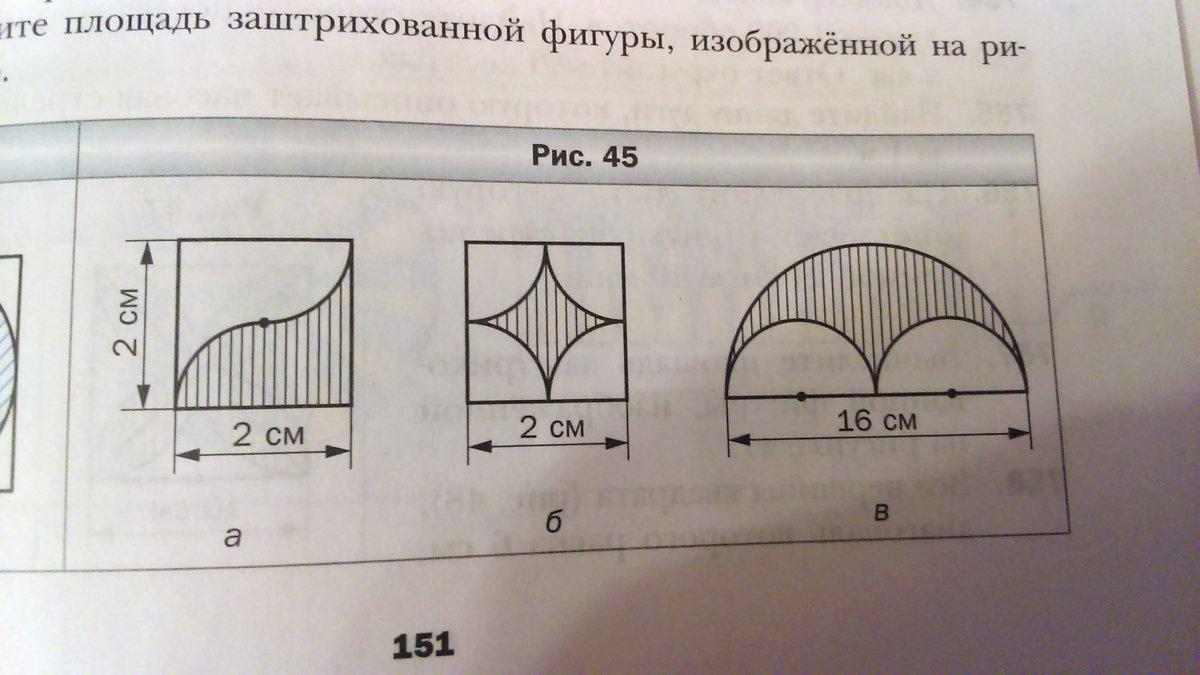 ите площадь заштрихованной фигуры, изображённой на ри-
Рис. 45
2 см
2 см
а
2 см
б
16 см
в
151